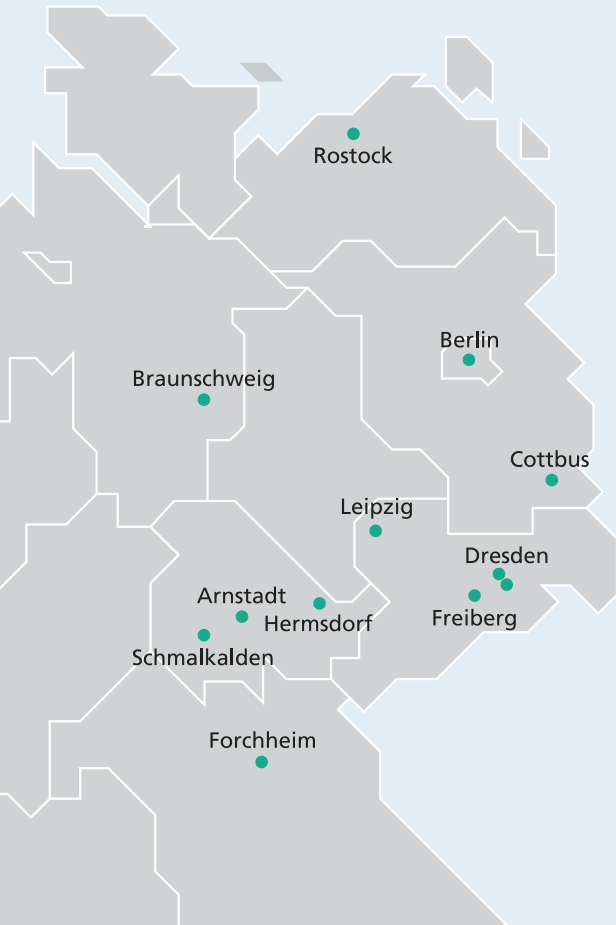 Rostock
Berlin
Braunschweig
Cottbus
Leipzig
Dresden
Arnstadt
Hermsdorf
Freiberg
Schmalkalden
Forchheim